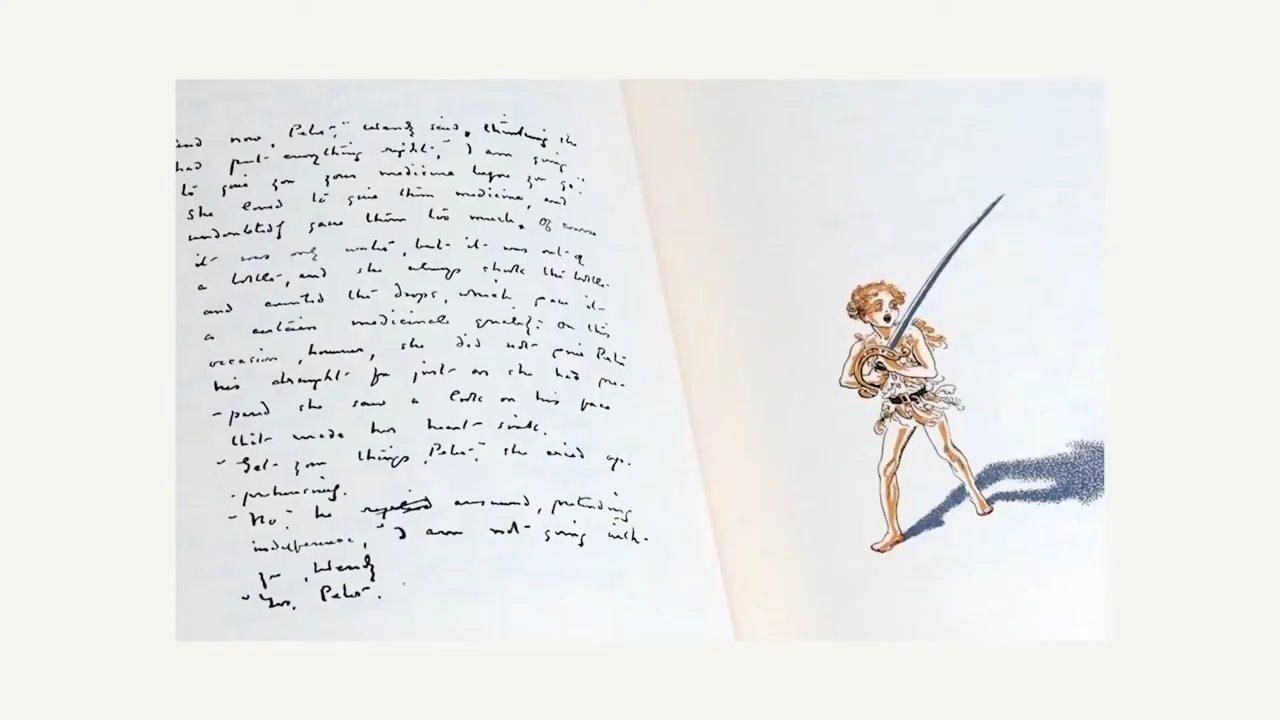 and now, Peter," Wendy said, thinking she
had put everything right, "I am going
to give you your medicine before you go."
She loved to give them medicine, and
undoubtedly gave them too much. Of course
it was only water, but it was out of
a bottle, and she always shook the bottle
and counted the drops, which gave it
a certain medicinal quality. On this
occasion, however, she did not give Peter
his draught for just as she had pre-
-pared she saw a look on his face
that made her heart sink.
"Get your things, Peter," she cried ap-
-prehensing.
"No," he answered, pretending
indifference, "I am not going with-
you, Wendy
"Yes, Peter.